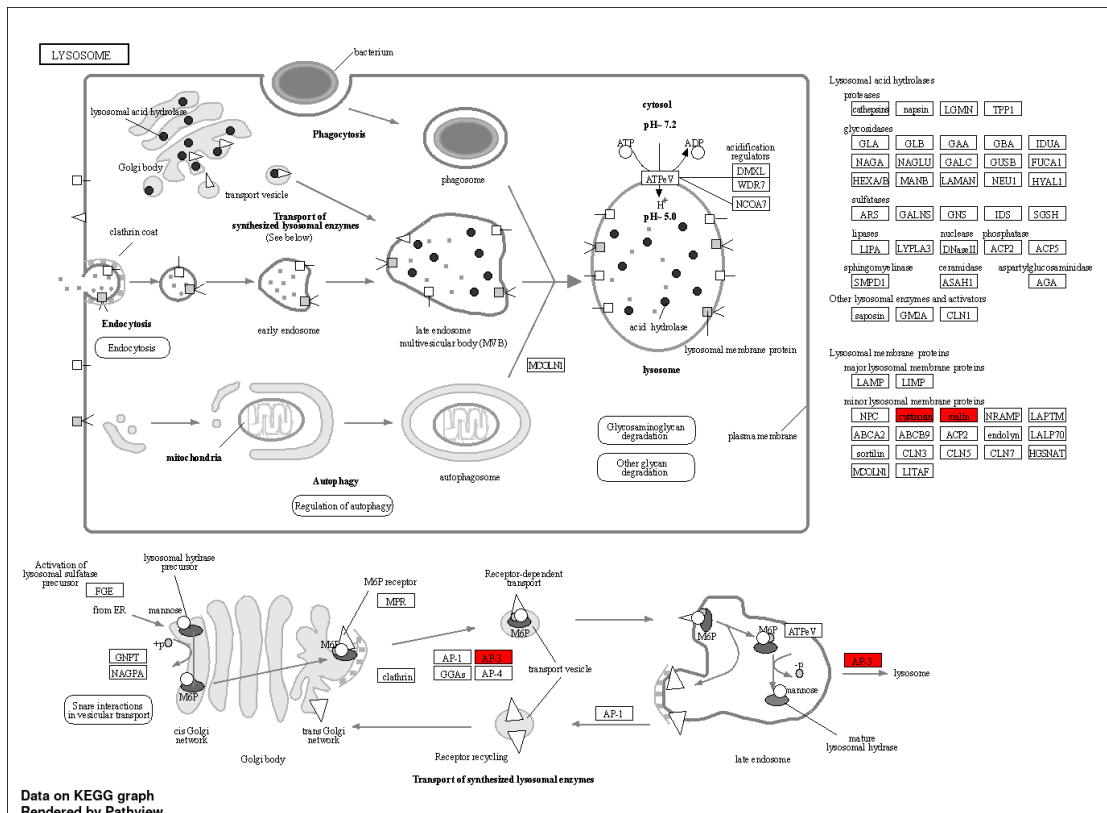 LYSOSOME
bacterium
lysosomal acid hydrolase
Golgi body
transport vesicle
Phagocytosis
phagosome
Transport of
synthesized lysosomal enzymes
(See below)
clathrin coat
Endocytosis
Endocytosis
early endosome
late endosome
multivesicular body (MVB)
MCOLN1
cytosol
pH~ 7.2
ATP
ADP
ATPeV
H+
pH~ 5.0
acidification
regulators
DMXL
WDR7
NCOA7
acid hydrolase
lysosomal membrane protein
lysosome
mitochondria
Autophagy
Regulation of autophagy
autophagosome
Glycosaminoglycan
degradation
Other glycan
degradation
plasma membrane
Lysosomal acid hydrolases
proteases
cathepsins napsin LGMN TPP1
glycosidases
GLA GLB GAA GBA IDUA
NAGA NAGLU GALC GUSB FUCA1
HEXA/B MANB LAMAN NEU1 HYAL1
sulfatases
ARS GALNS GNS IDS SGSH
lipases nuclease phosphatase
LIPA LYPLA3 DNaseII ACP2 ACP5
sphingomyelinase ceramidase aspartylglucosaminidase
SMPD1 ASAH1 AGA
Other lysosomal enzymes and activators
saposin GM2A CLN1
Lysosomal membrane proteins
major lysosomal membrane proteins
LAMP LIMP
minor lysosomal membrane proteins
NPC cystinosin sialin NRAMP LAPTM
ABCA2 ABCB9 ACP2 endolyn LALP70
sortilin CLN3 CLN5 CLN7 HGSNAT
MCOLN1 LITAF
Activation of
lysosomal sulfatase
precursor
FGE
lysosomal hydrase
precursor
from ER
mannose
+p
GNPT
NAGPA
M6P
Snare interactions
in vesicular transport
cis Golgi
network
Golgi body
trans Golgi
network
M6P
M6P receptor
MPR
clathrin
AP-1 AP-3
GGAs AP-4
Receptor-dependent
transport
M6P
transport vesicle
Receptor recycling
AP-1
Transport of synthesized lysosomal enzymes
M6P
M6P
ATPeV
-p
mannose
mature
lysosomal hydrase
late endosome
AP-3
lysosome
Data on KEGG graph
Rendered by Pathview